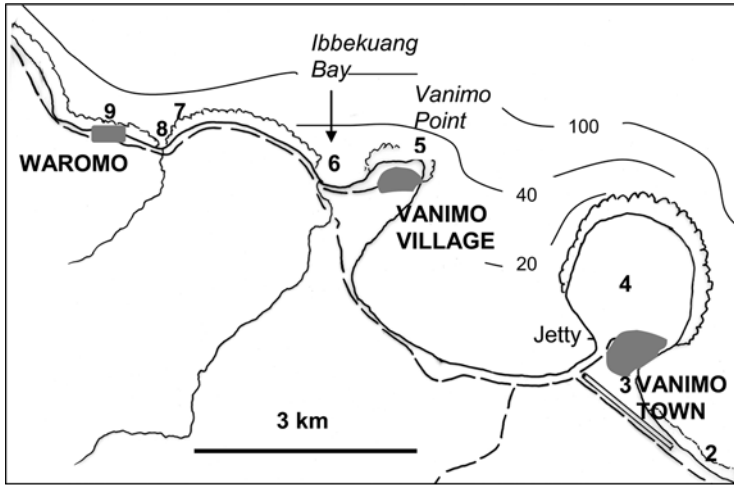 Ibbekuang
Bay
Vanimo
Point
9
7
8
100
5
6
WAROMO
40
VANIMO
VILLAGE
20
4
Jetty
3 VANIMO
TOWN
3 km
2